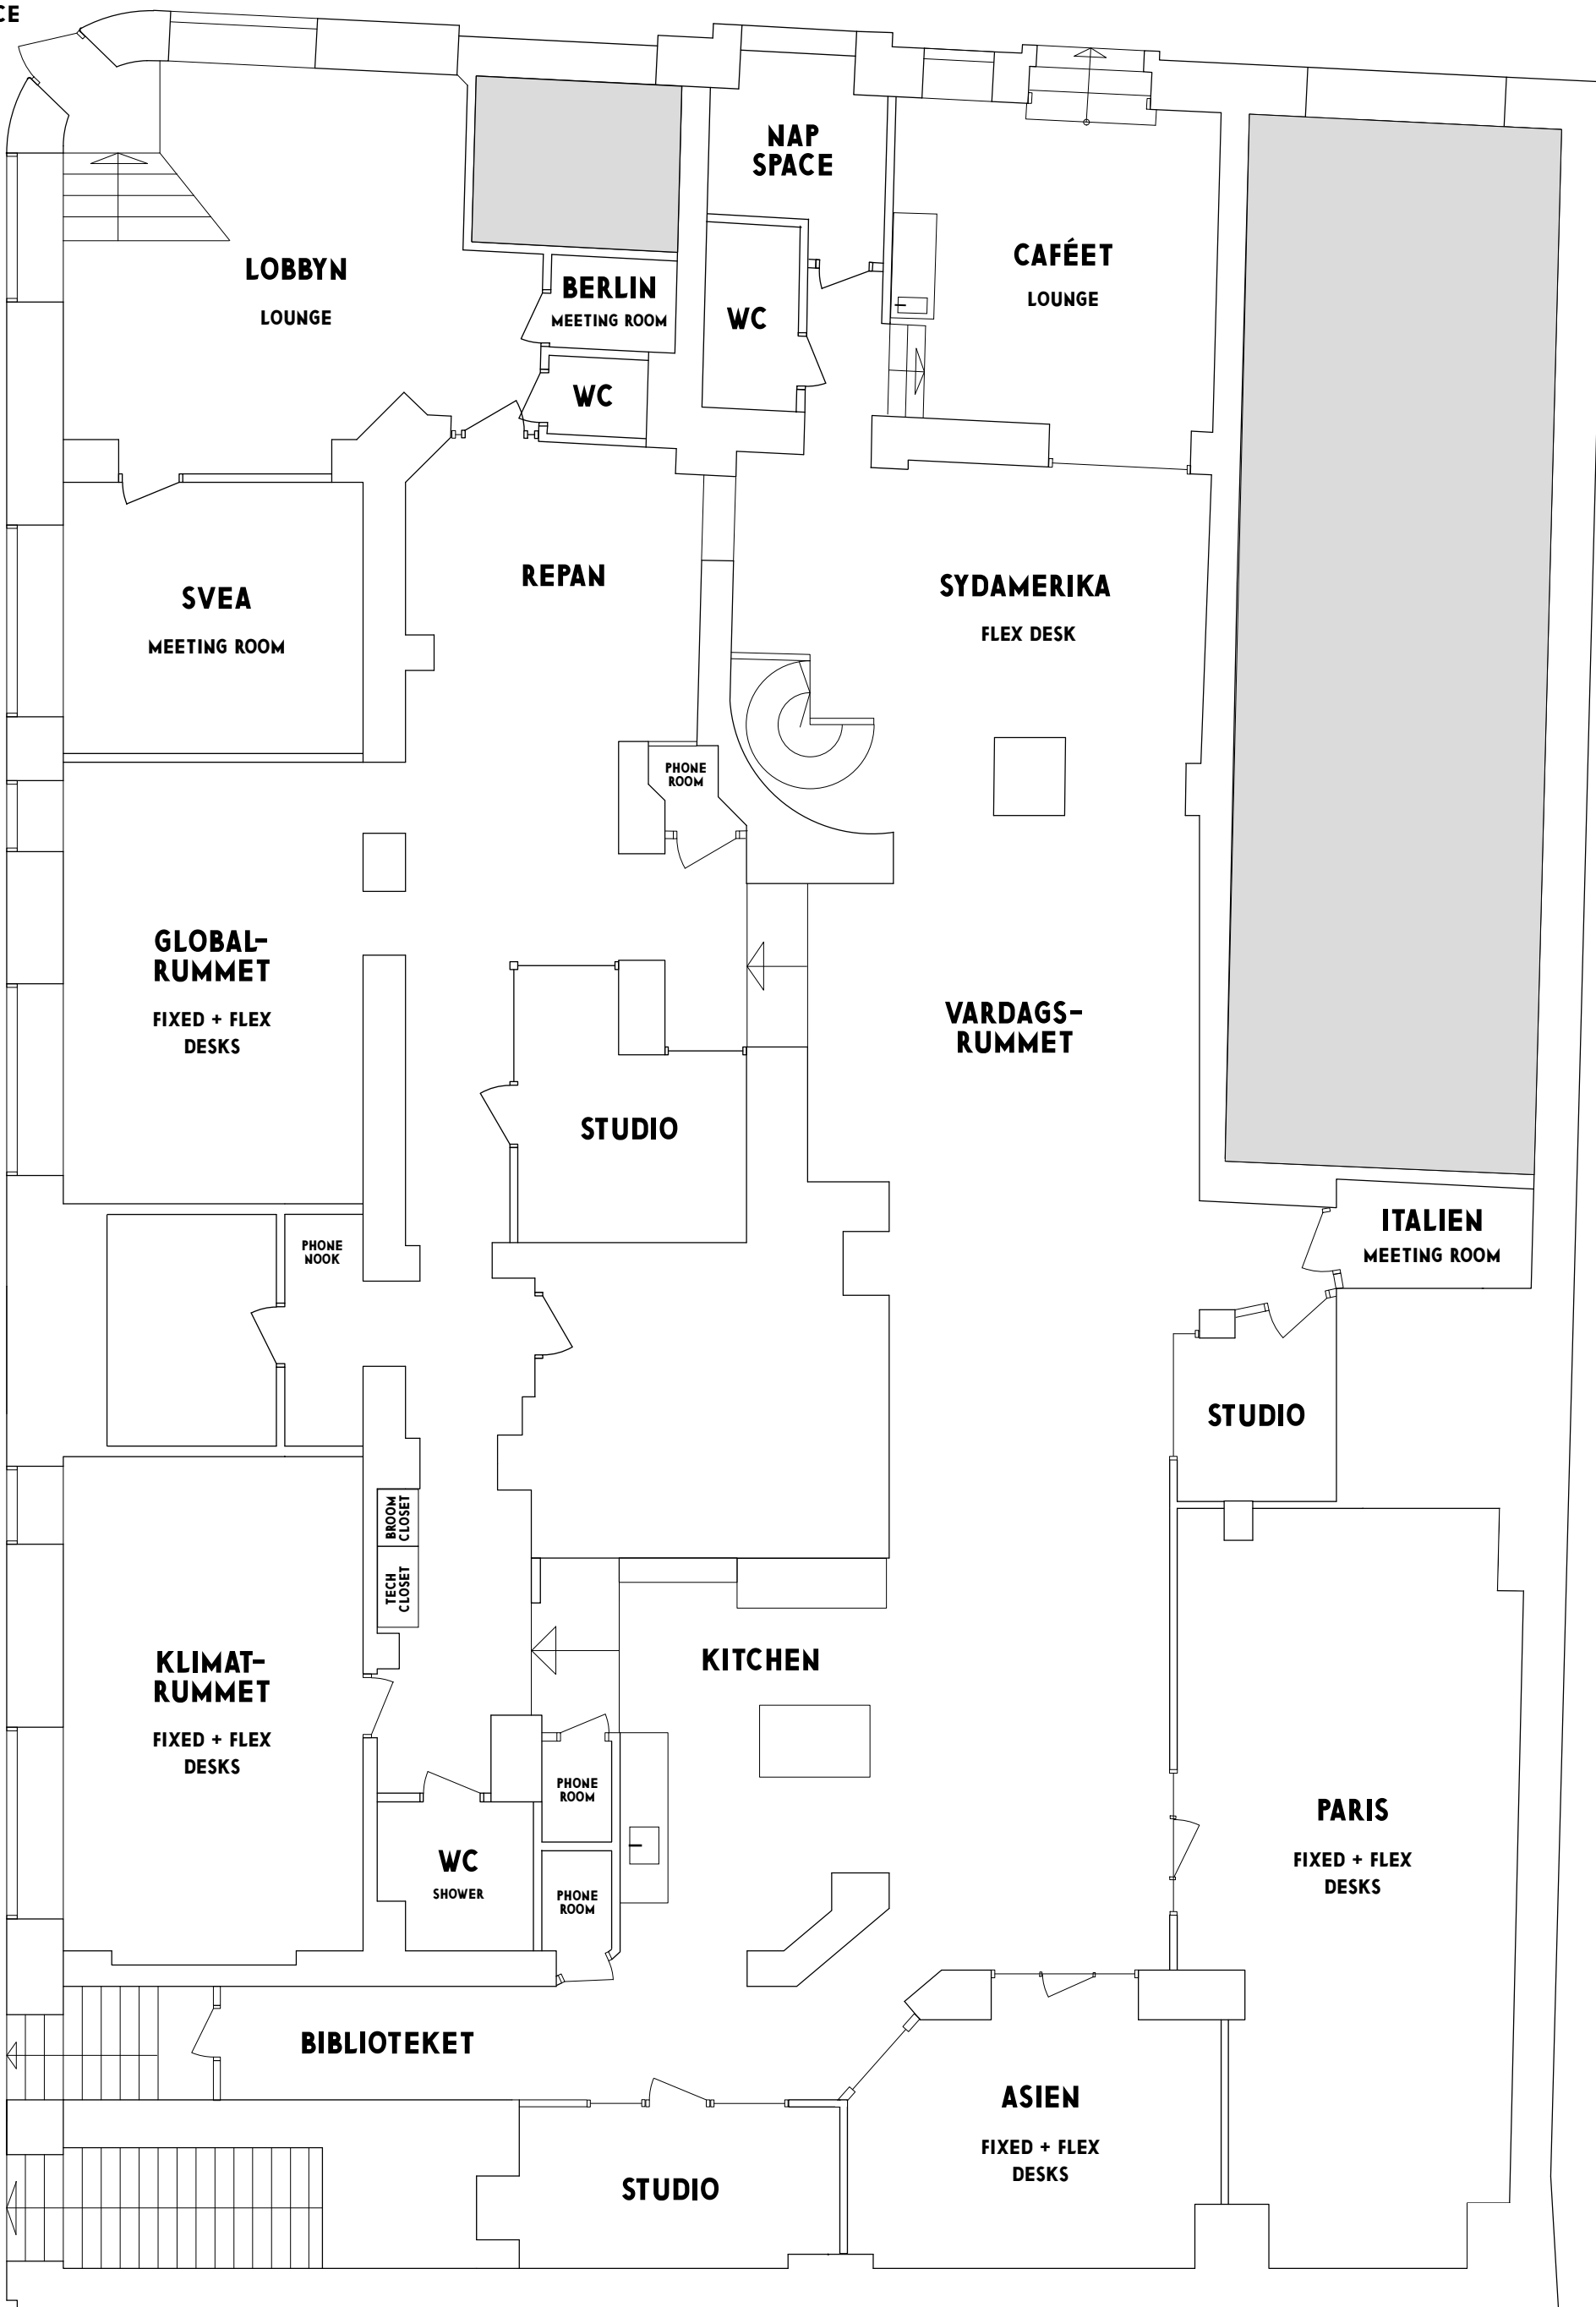 CE
NAP
SPACE
LOBBYN
LOUNGE
BERLIN
MEETING ROOM
WC
WC
CAFÉET
LOUNGE
SVEA
MEETING ROOM
REPAN
SYDAMERIKA
FLEX DESK
PHONE
ROOM
GLOBAL-
RUMMET
FIXED + FLEX
DESKS
VARDAGS-
RUMMET
STUDIO
PHONE
NOOK
ITALIEN
MEETING ROOM
STUDIO
BROOM
CLOSET
TECH
CLOSET
KLIMAT-
RUMMET
FIXED + FLEX
DESKS
KITCHEN
PHONE
ROOM
WC
SHOWER
PHONE
ROOM
PARIS
FIXED + FLEX
DESKS
BIBLIOTEKET
ASIEN
FIXED + FLEX
DESKS
STUDIO